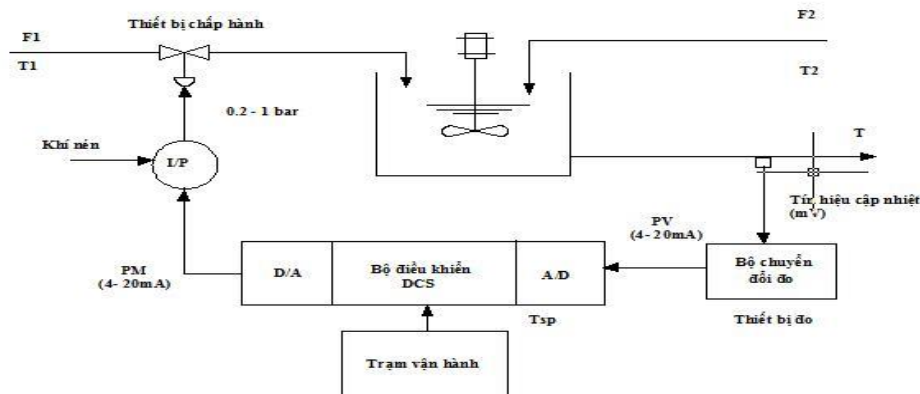 Thiết bị chấp hành
F1
F2
T1
T2
0.2 - 1 bar
Khí nén
I/P
T
Tín hiệu cập nhiệt
(mV)
PV
(4- 20mA)
PM
(4- 20mA)
D/A
Bộ điều khiển
DCS
A/D
Bộ chuyển
đổi đo
Tsp
Thiết bị đo
Trạm vận hành